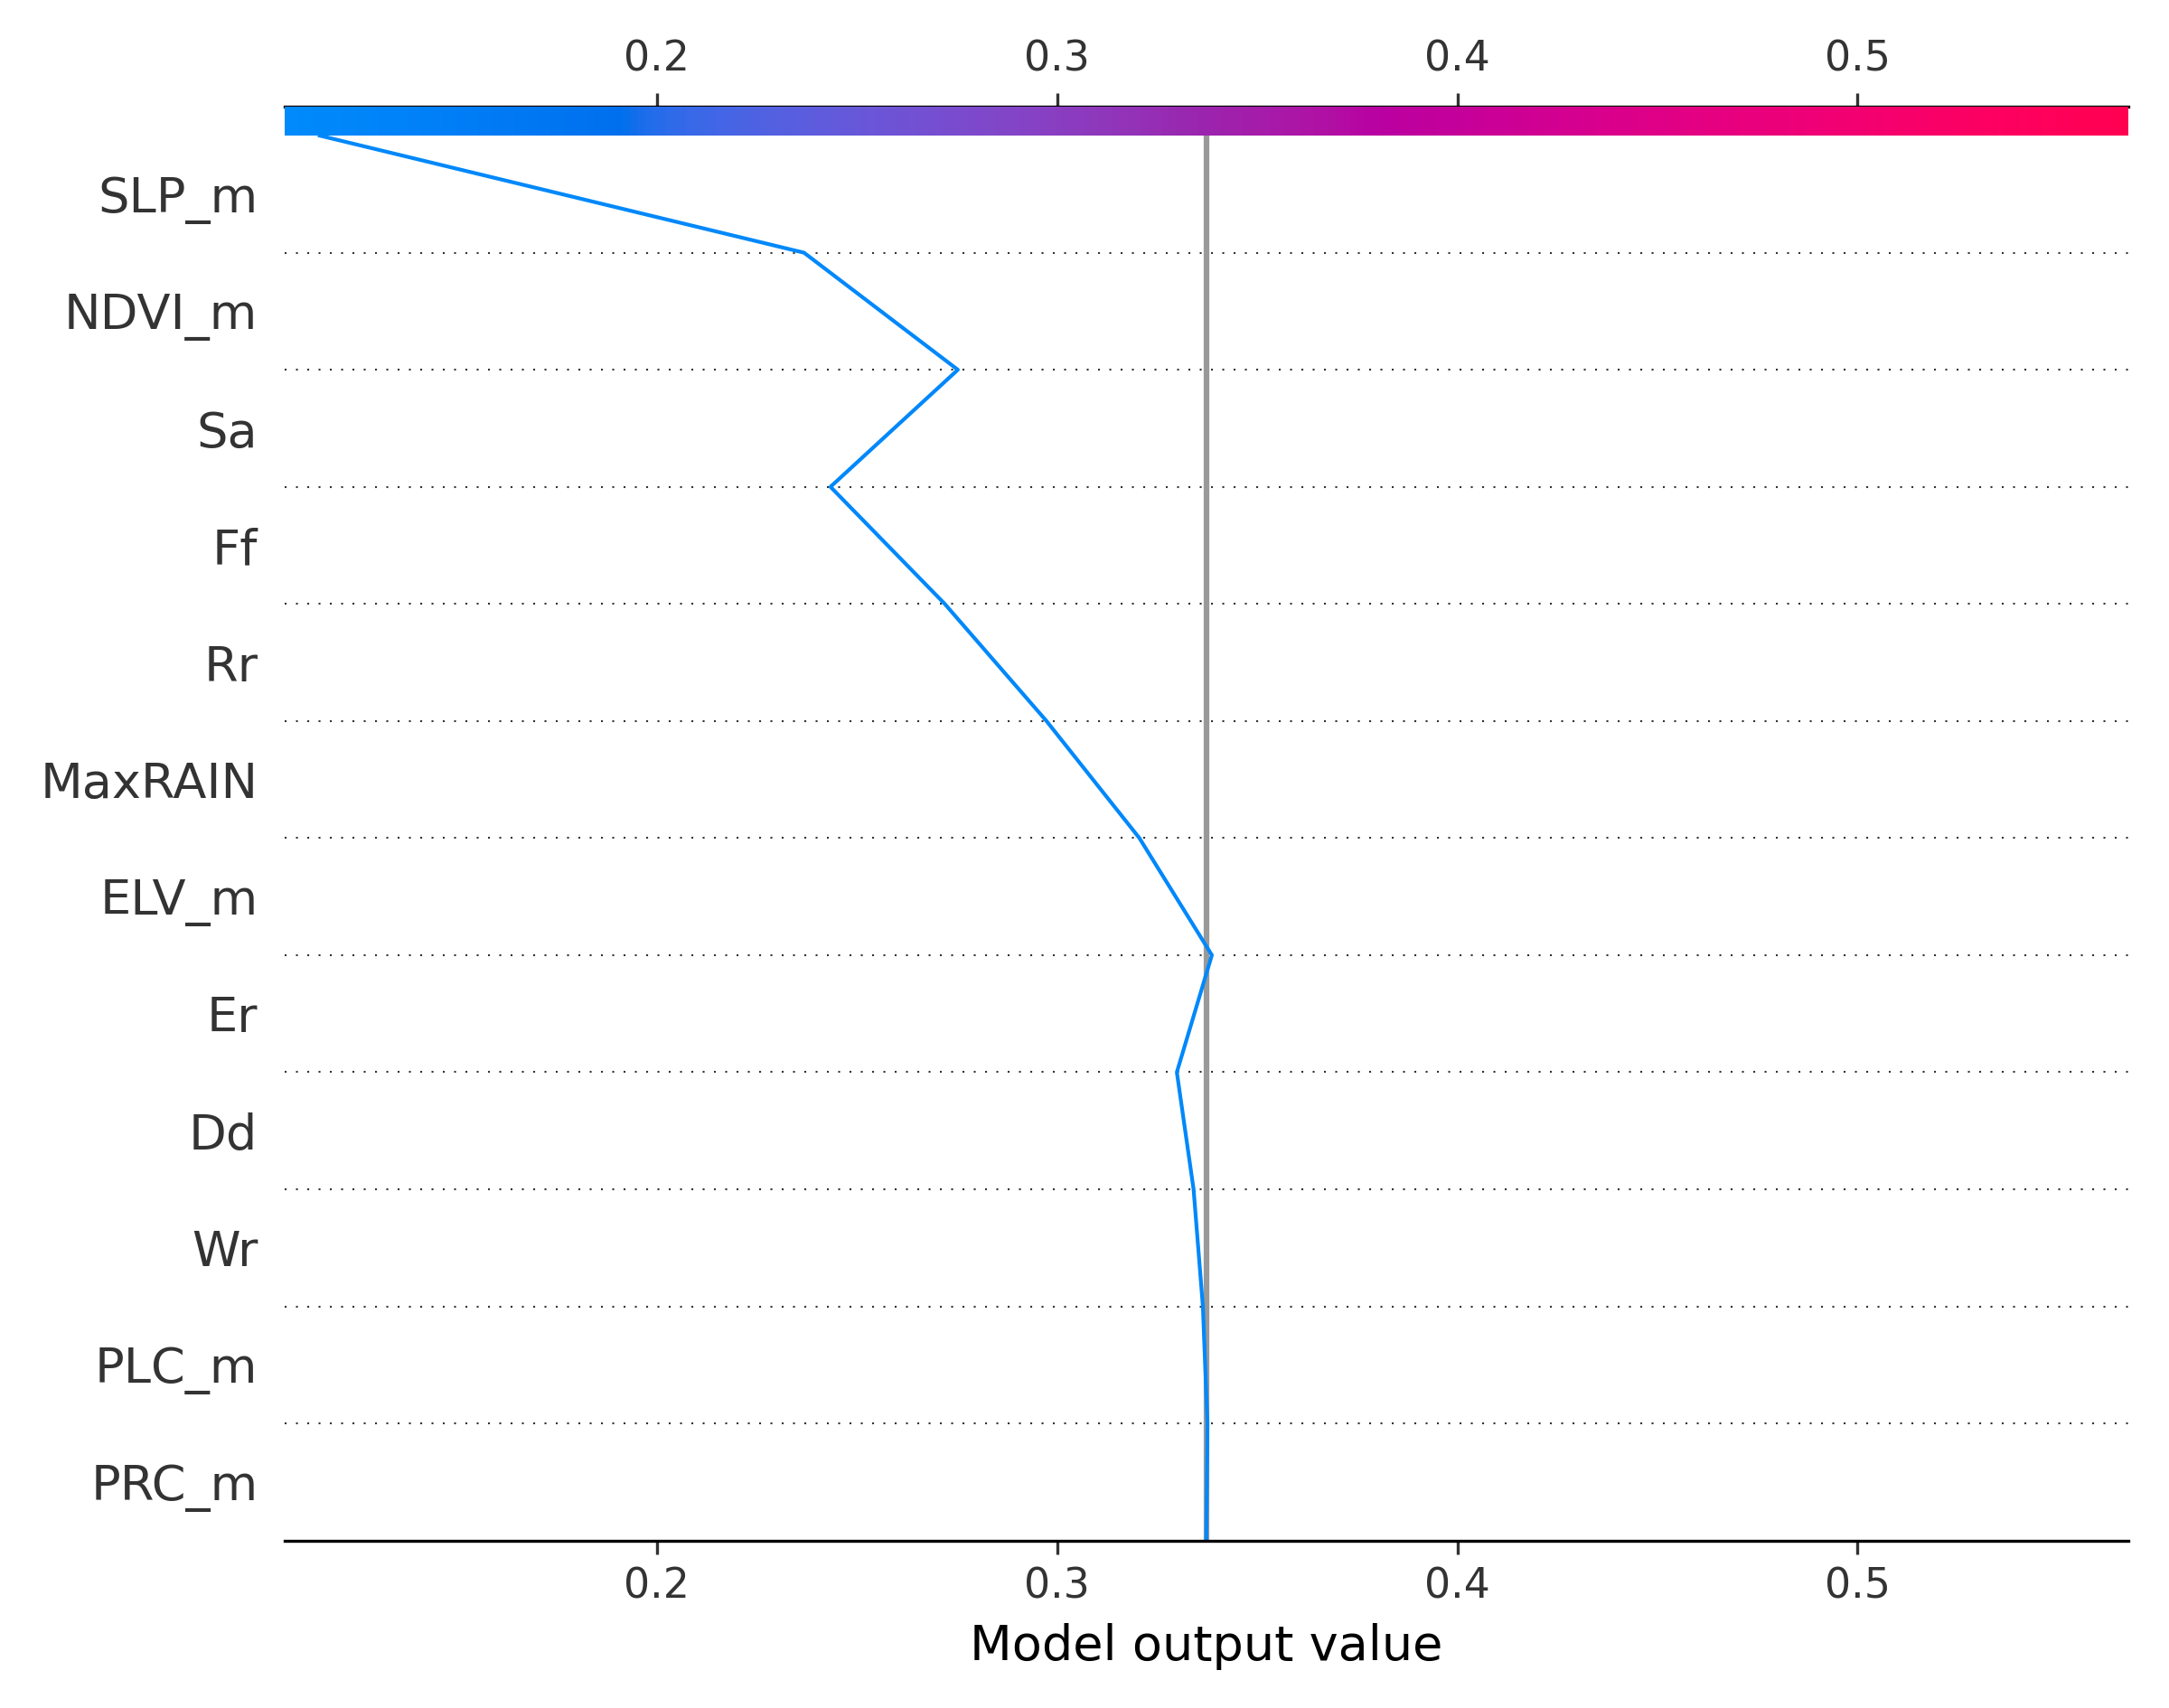 0.2 0.3 0.4 0.5
SLP_m
NDVI_m
Sa
Ff
Rr
MaxRAIN
ELV_m
Er
Dd
Wr
PLC_m
PRC_m
0.2 0.3 0.4 0.5
Model output value